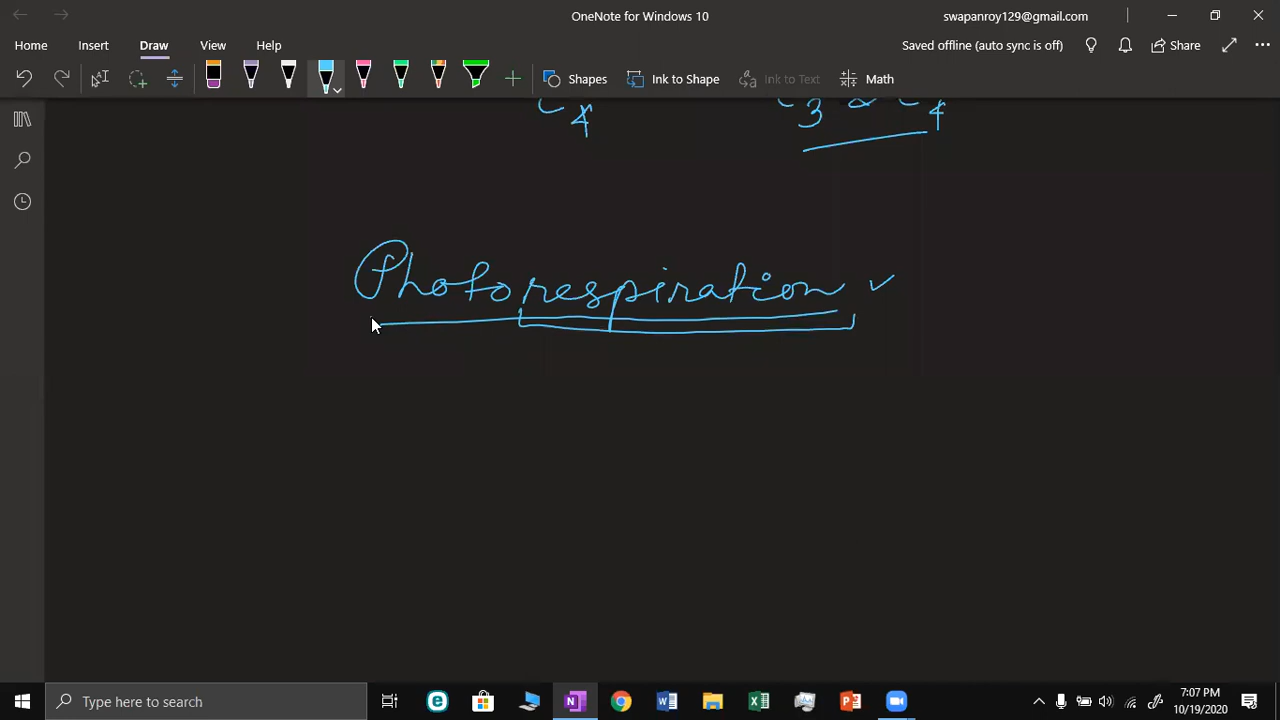 OneNote for Windows 10
swapanroy129@gmail.com
Home Insert Draw View Help
Saved offline (auto sync is off) Share
Shapes Ink to Shape Ink to Text Math
C4 C3 & C4
Photorespiration
Type here to search
7:07 PM
10/19/2020